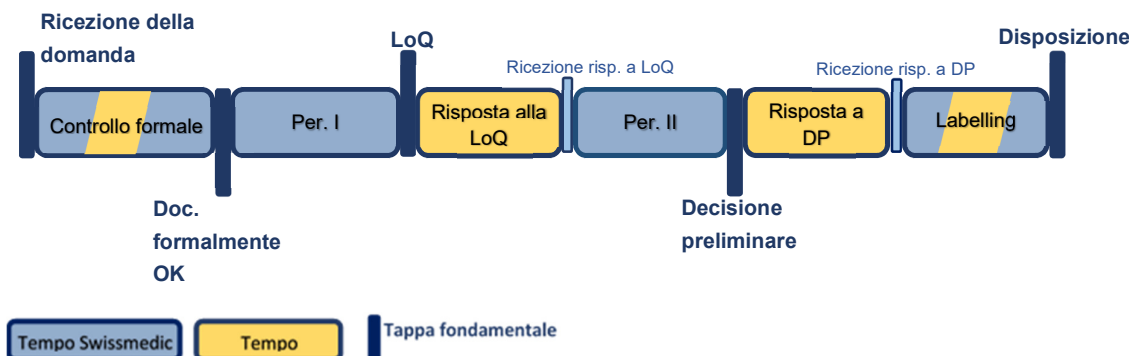 Ricezione della
domanda
LoQ
Disposizione
Ricezione risp. a LoQ
Ricezione risp. a DP
Controllo formale
Per. I
Risposta alla
LoQ
Per. II
Risposta a
DP
Labelling
Doc.
formalmente
OK
Decisione
preliminare
Tempo Swissmedic
Tempo
Tappa fondamentale